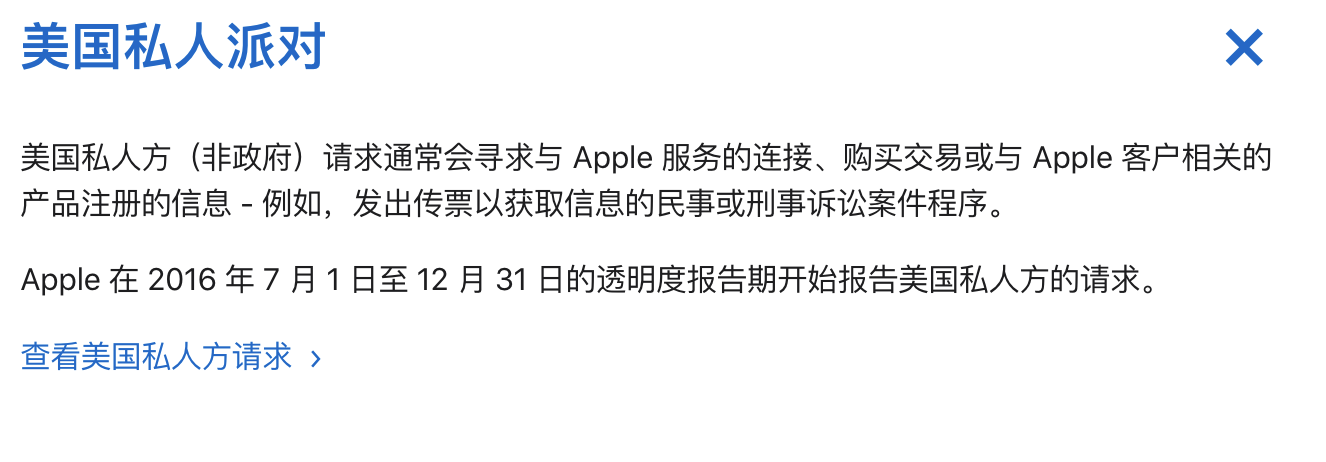 美国私人派对
美国私人方（非政府）请求通常会寻求与 Apple 服务的连接、购买交易或与 Apple 客户相关的
产品注册的信息 - 例如，发出传票以获取信息的民事或刑事诉讼案件程序。
Apple 在 2016 年 7 月 1 日至 12 月 31 日的透明度报告期开始报告美国私人方的请求。
查看美国私人方请求 ›